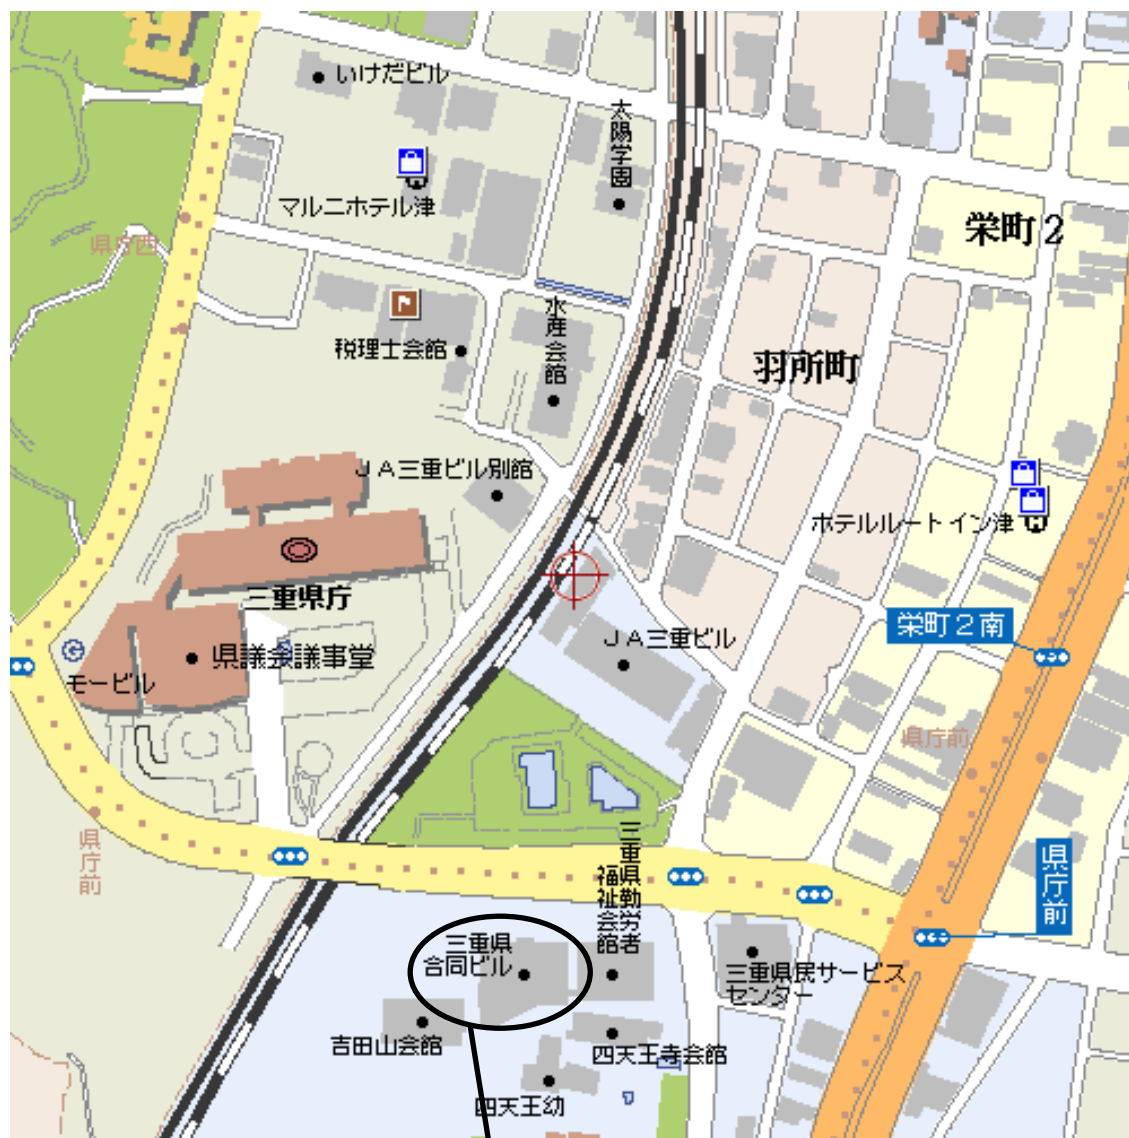 いけだビル
太陽学園
マルニホテル津
県庁西
栄町2
水産会館
税理士会館
羽所町
JA三重ビル別館
ホテルルートイン津
三重県庁
栄町2南
JA三重ビル
県議会議事堂
モービル
県庁前
県庁前
三重県勤労者
福祉会館
県庁前
三重県
合同ビル
三重県民サービス
センター
吉田山会館
四天王寺会館
四天王幼